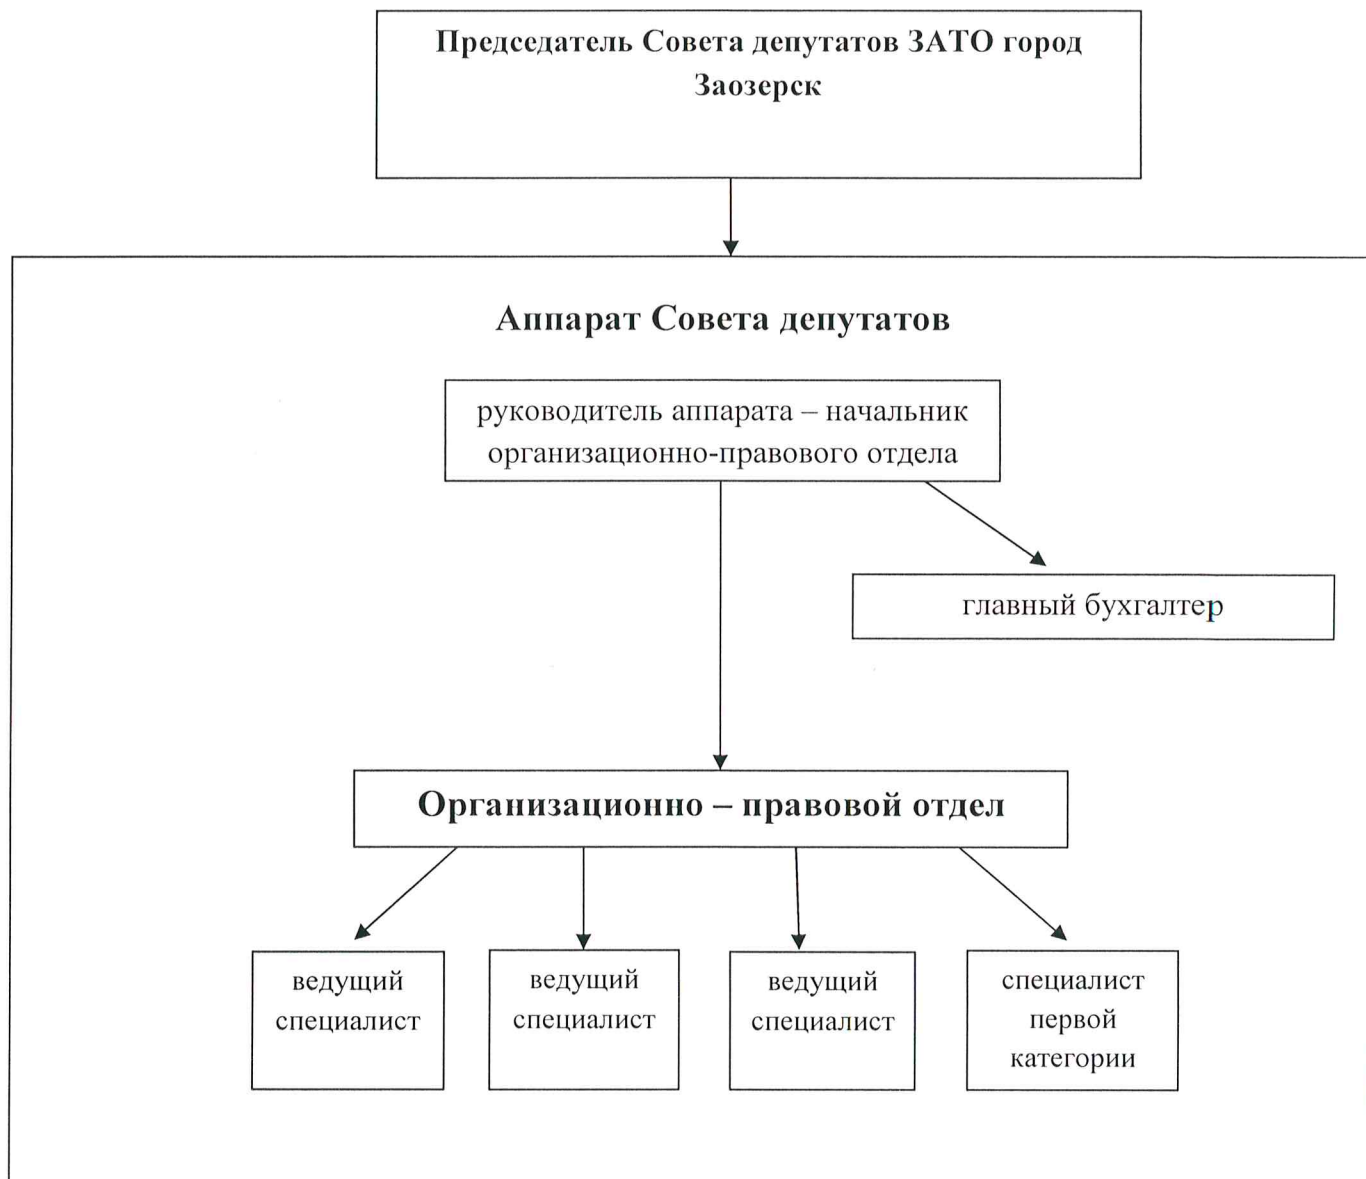 Председатель Совета депутатов ЗАТО город
Заозерск
Аппарат Совета депутатов
руководитель аппарата – начальник
организационно-правового отдела
главный бухгалтер
Организационно – правовой отдел
ведущий
специалист
ведущий
специалист
ведущий
специалист
специалист
первой
категории